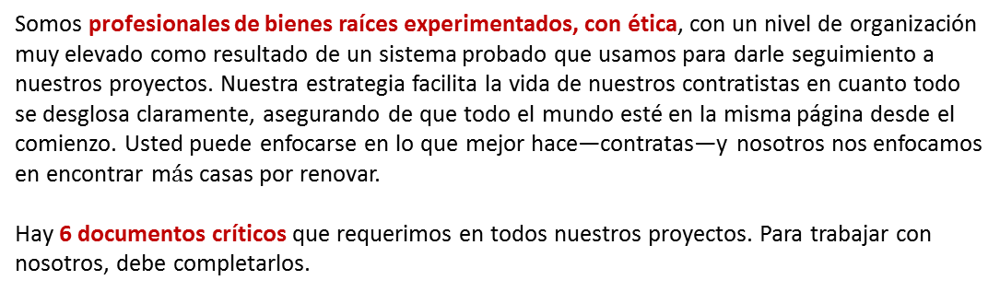 Somos profesionales de bienes raíces experimentados, con ética, con un nivel de organización
muy elevado como resultado de un sistema probado que usamos para darle seguimiento a
nuestros proyectos. Nuestra estrategia facilita la vida de nuestros contratistas en cuanto todo
se desglosa claramente, asegurando de que todo el mundo esté en la misma página desde el
comienzo. Usted puede enfocarse en lo que mejor hace—contratas—y nosotros nos enfocamos
en encontrar más casas por renovar.
Hay 6 documentos críticos que requerimos en todos nuestros proyectos. Para trabajar con
nosotros, debe completarlos.